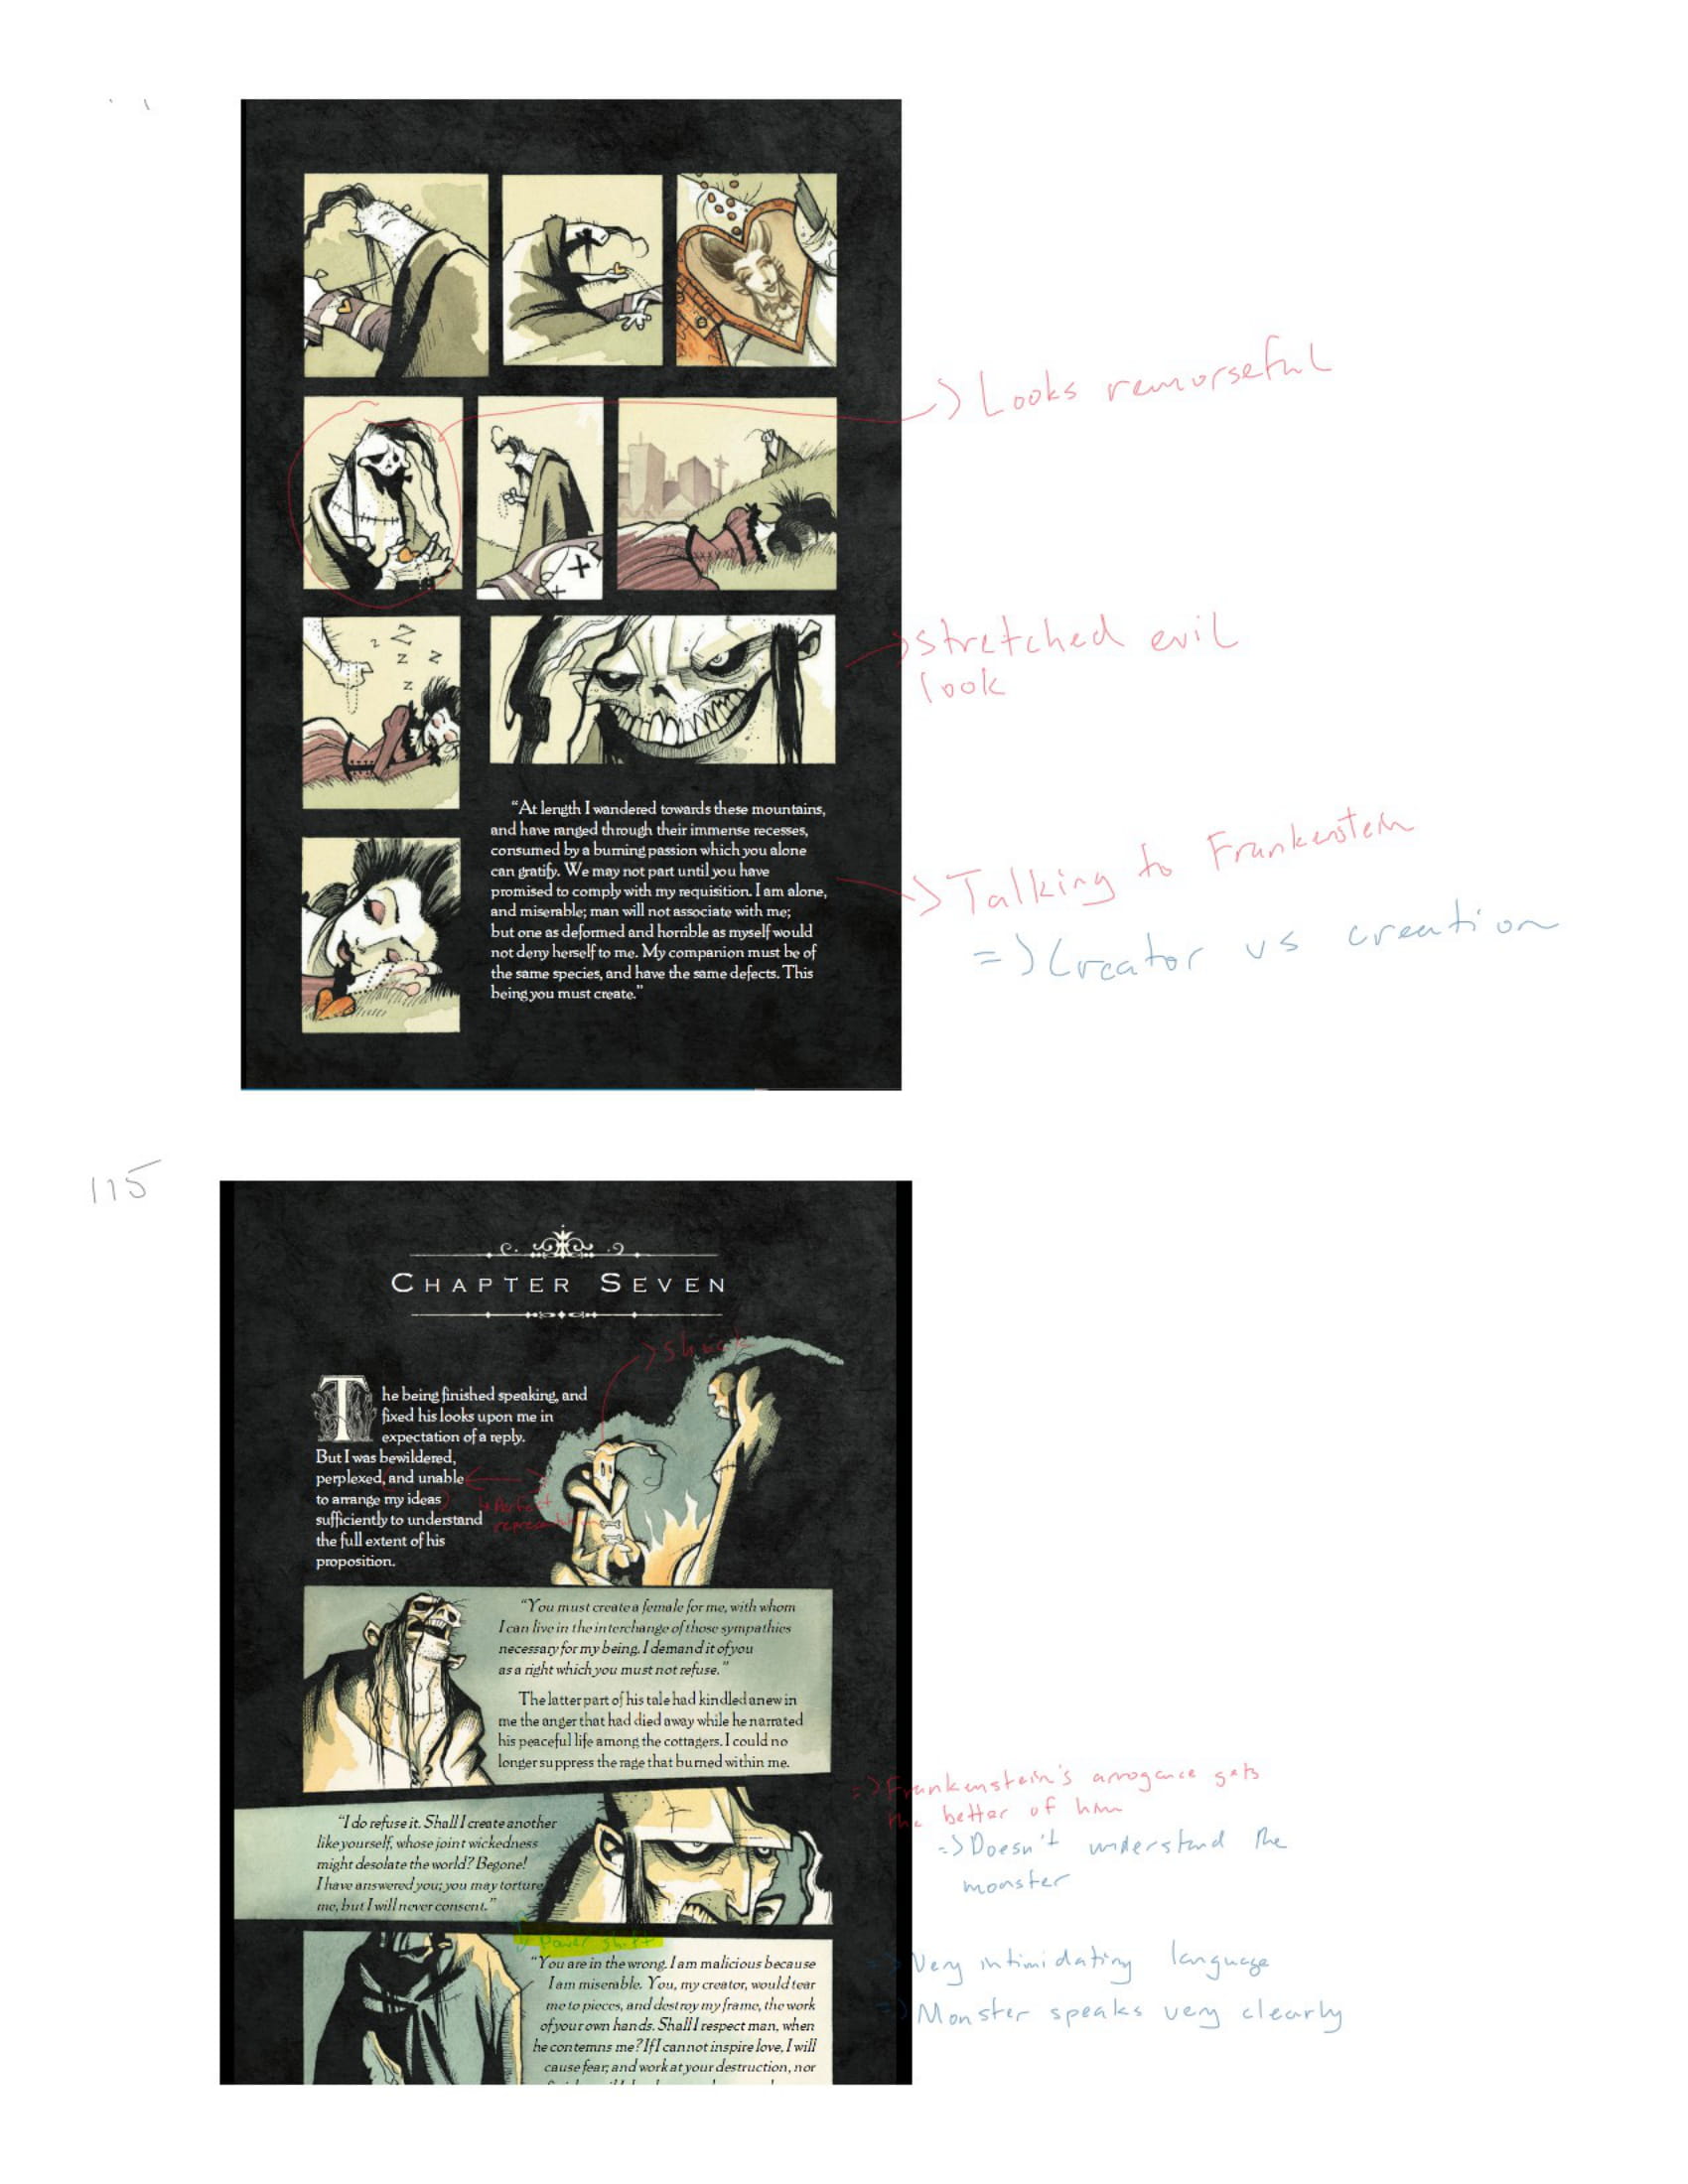 z
z
z
z
-> Looks remorseful
-> stretched evil
look
"At length I wandered towards these mountains,
and have ranged through their immense recesses,
consumed by a burning passion which you alone
can gratify. We may not part until you have
promised to comply with my requisition. I am alone,
and miserable; man will not associate with me;
but one as deformed and horrible as myself would
not deny herself to me. My companion must be of
the same species, and have the same defects. This
being you must create."
-> Talking to Frankenstein
=> Creator vs creation
115
CHAPTER SEVEN
-> shock
The being finished speaking, and
fixed his looks upon me in
expectation of a reply.
But I was bewildered,
perplexed, and unable
to arrange my ideas
sufficiently to understand
the full extent of his
proposition.
Perfect
representation
"You must create a female for me, with whom
I can live in the interchange of those sympathies
necessary for my being. I demand it of you
as a right which you must not refuse."
The latter part of his tale had kindled anew in
me the anger that had died away while he narrated
his peaceful life among the cottagers. I could no
longer suppress the rage that burned within me.
=> Frankenstein's arrogance gets
the better of him
=> Doesn't understand the
monster
"I do refuse it. Shall I create another
like yourself, whose joint wickedness
might desolate the world? Begone!
I have answered you; you may torture
me, but I will never consent."
Power shift
"You are in the wrong. I am malicious because
I am miserable. You, my creator, would tear
me to pieces, and destroy my frame, the work
of your own hands. Shall I respect man, when
he contemns me? If I cannot inspire love, I will
cause fear; and work at your destruction, nor
=> Very intimidating language
=> Monster speaks very clearly